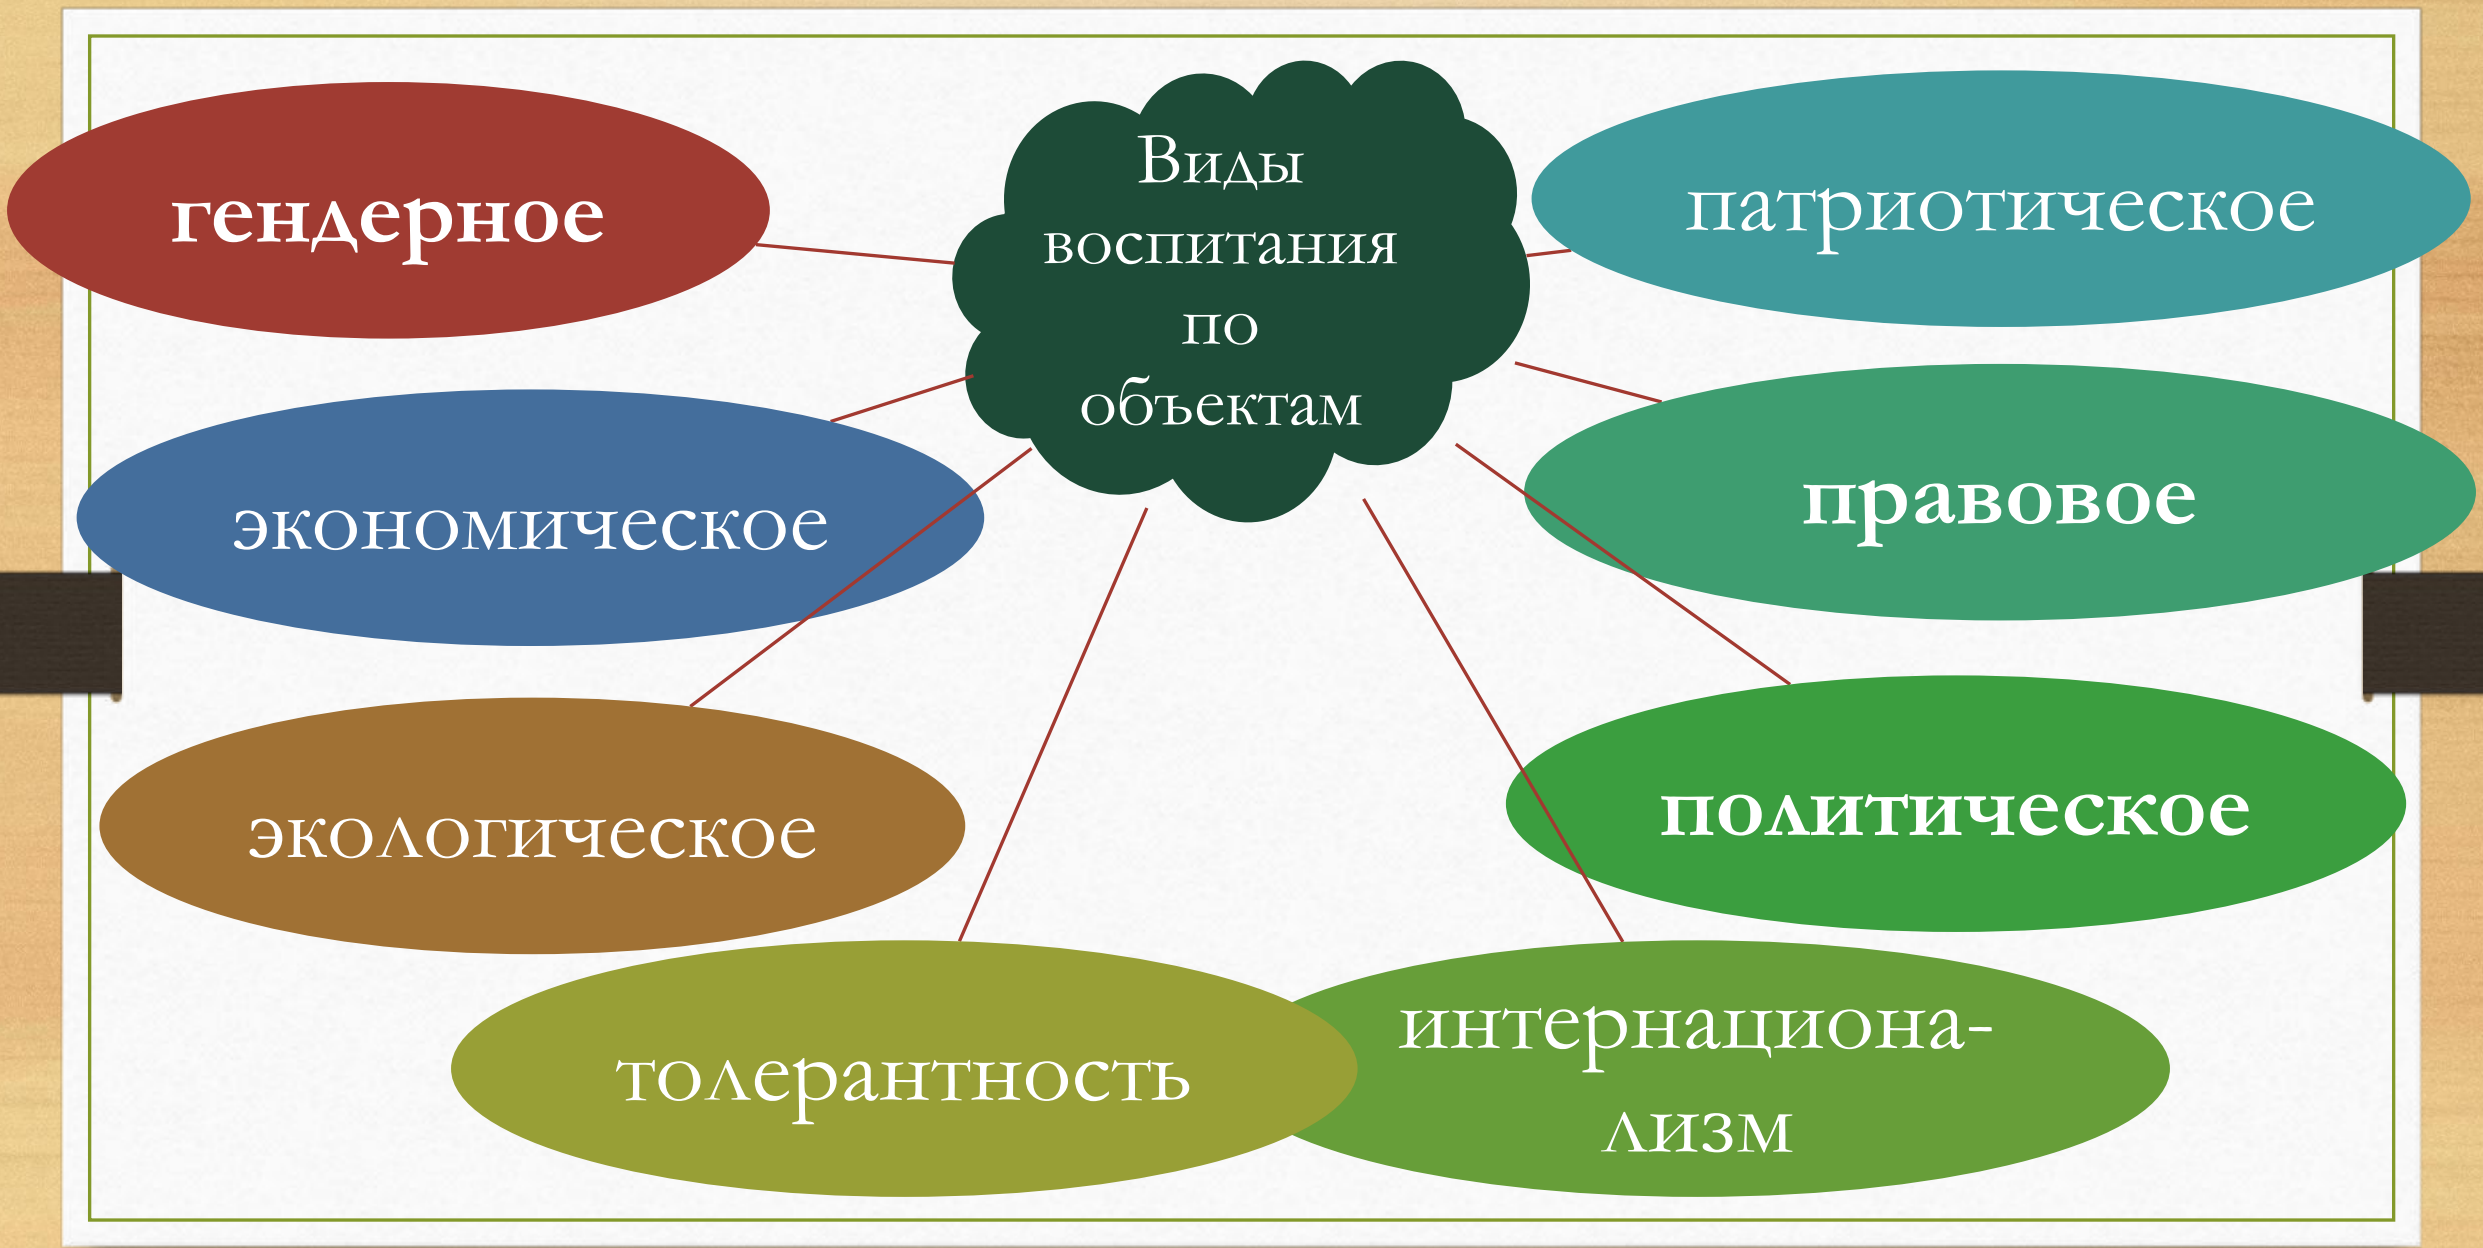 Виды
воспитания
по
объектам
гендерное
патриотическое
экономическое
правовое
экологическое
политическое
толерантность
интернациона-
лизм